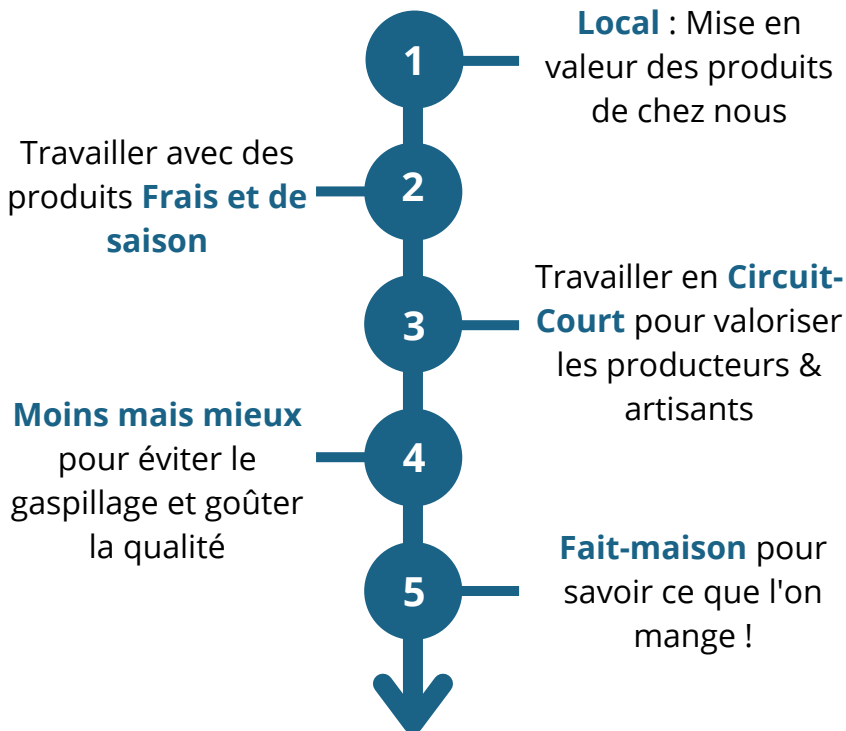 1
Local : Mise en
valeur des produits
de chez nous
Travailler avec des
produits Frais et de
saison
2
3
Travailler en Circuit-
Court pour valoriser
les producteurs &
artisants
Moins mais mieux
pour éviter le
gaspillage et goûter
la qualité
4
5
Fait-maison pour
savoir ce que l'on
mange !